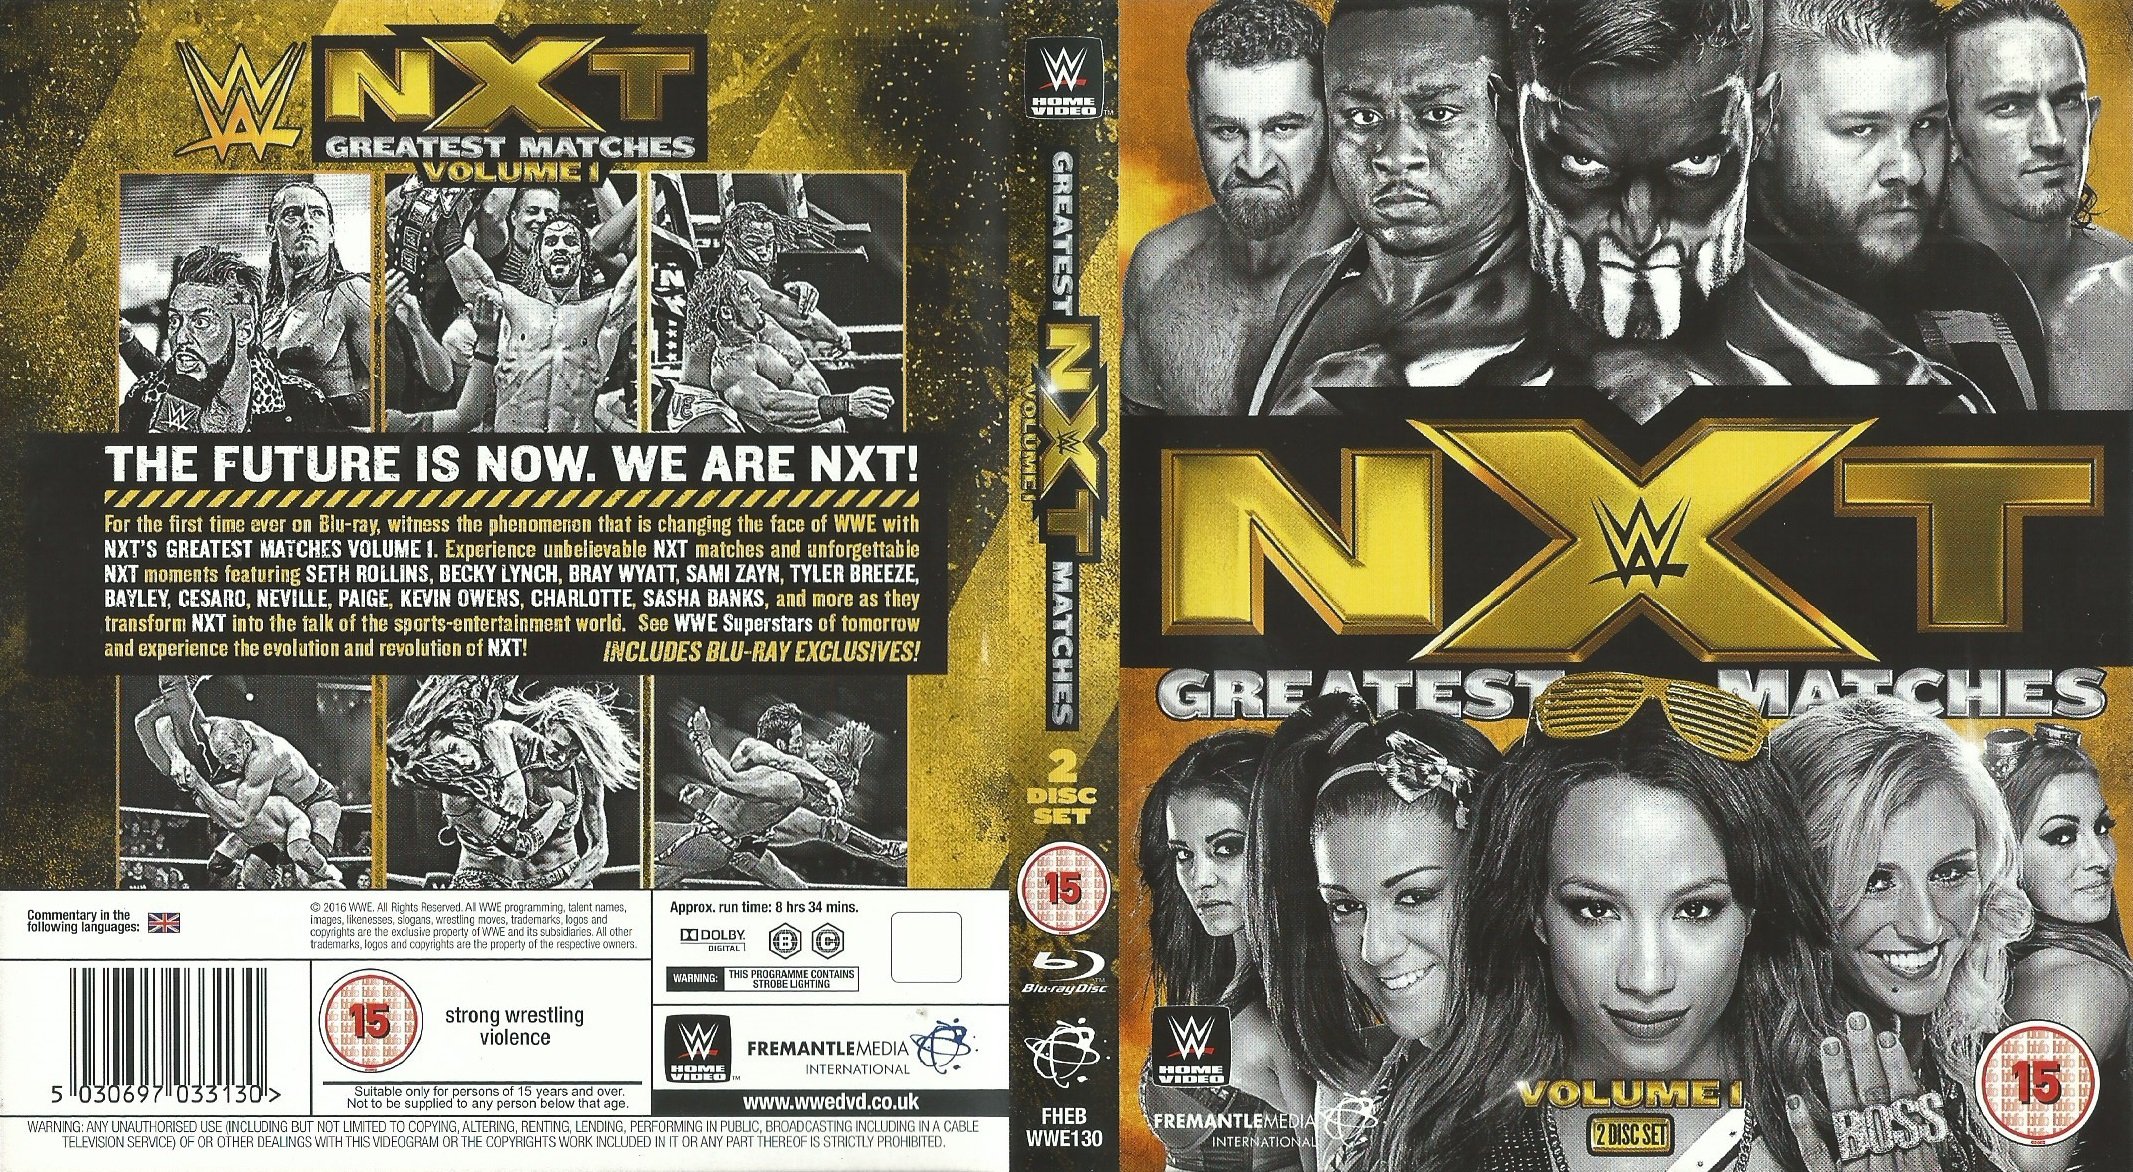 W
NXT
GREATEST MATCHES
VOLUME 1
THE FUTURE IS NOW. WE ARE NXT!
For the first time ever on Blu-ray, witness the phenomenon that is changing the face of WWE with
NXT'S GREATEST MATCHES VOLUME 1. Experience unbelievable NXT matches and unforgettable
NXT moments featuring SETH ROLLINS, BECKY LYNCH, BRAY WYATT, SAMI ZAYN, TYLER BREEZE,
BAYLEY, CESARO, NEVILLE, PAIGE, KEVIN OWENS, CHARLOTTE, SASHA BANKS, and more as they
transform NXT into the talk of the sports-entertainment world. See WWE Superstars of tomorrow
and experience the evolution and revolution of NXT!
INCLUDES BLU-RAY EXCLUSIVES!
Commentary in the
following languages:
© 2016 WWE. All Rights Reserved. All WWE programming, talent names,
images, likenesses, slogans, wrestling moves, trademarks, logos and
copyrights are the exclusive property of WWE and its subsidiaries. All other
trademarks, logos and copyrights are the property of the respective owners.
5 030697 033130 >
15
strong wrestling
violence
Suitable only for persons of 15 years and over.
Not to be supplied to any person below that age.
Approx. run time: 8 hrs 34 mins.
DOLBY
DIGITAL
B
C
WARNING:
THIS PROGRAMME CONTAINS
STROBE LIGHTING
W
HOME
VIDEO
™
FREMANTLEMEDIA
INTERNATIONAL
www.wwedvd.co.uk
WARNING: ANY UNAUTHORISED USE (INCLUDING BUT NOT LIMITED TO COPYING, ALTERING, RENTING, LENDING, PERFORMING IN PUBLIC, BROADCASTING INCLUDING IN A CABLE
TELEVISION SERVICE) OF OR OTHER DEALINGS WITH THIS VIDEOGRAM OR THE COPYRIGHTS WORK INCLUDED IN IT OR ANY PART THEREOF IS STRICTLY PROHIBITED.
W
HOME
VIDEO
™
GREATEST
NXT
VOLUME 1
MATCHES
2
DISC
SET
15
Blu-ray Disc
FHEB
WWE130
NXT
W
GREATEST MATCHES
W
HOME
VIDEO
FREMANTLEMEDIA
INTERNATIONAL
VOLUME 1
2 DISC SET
BOSS
15